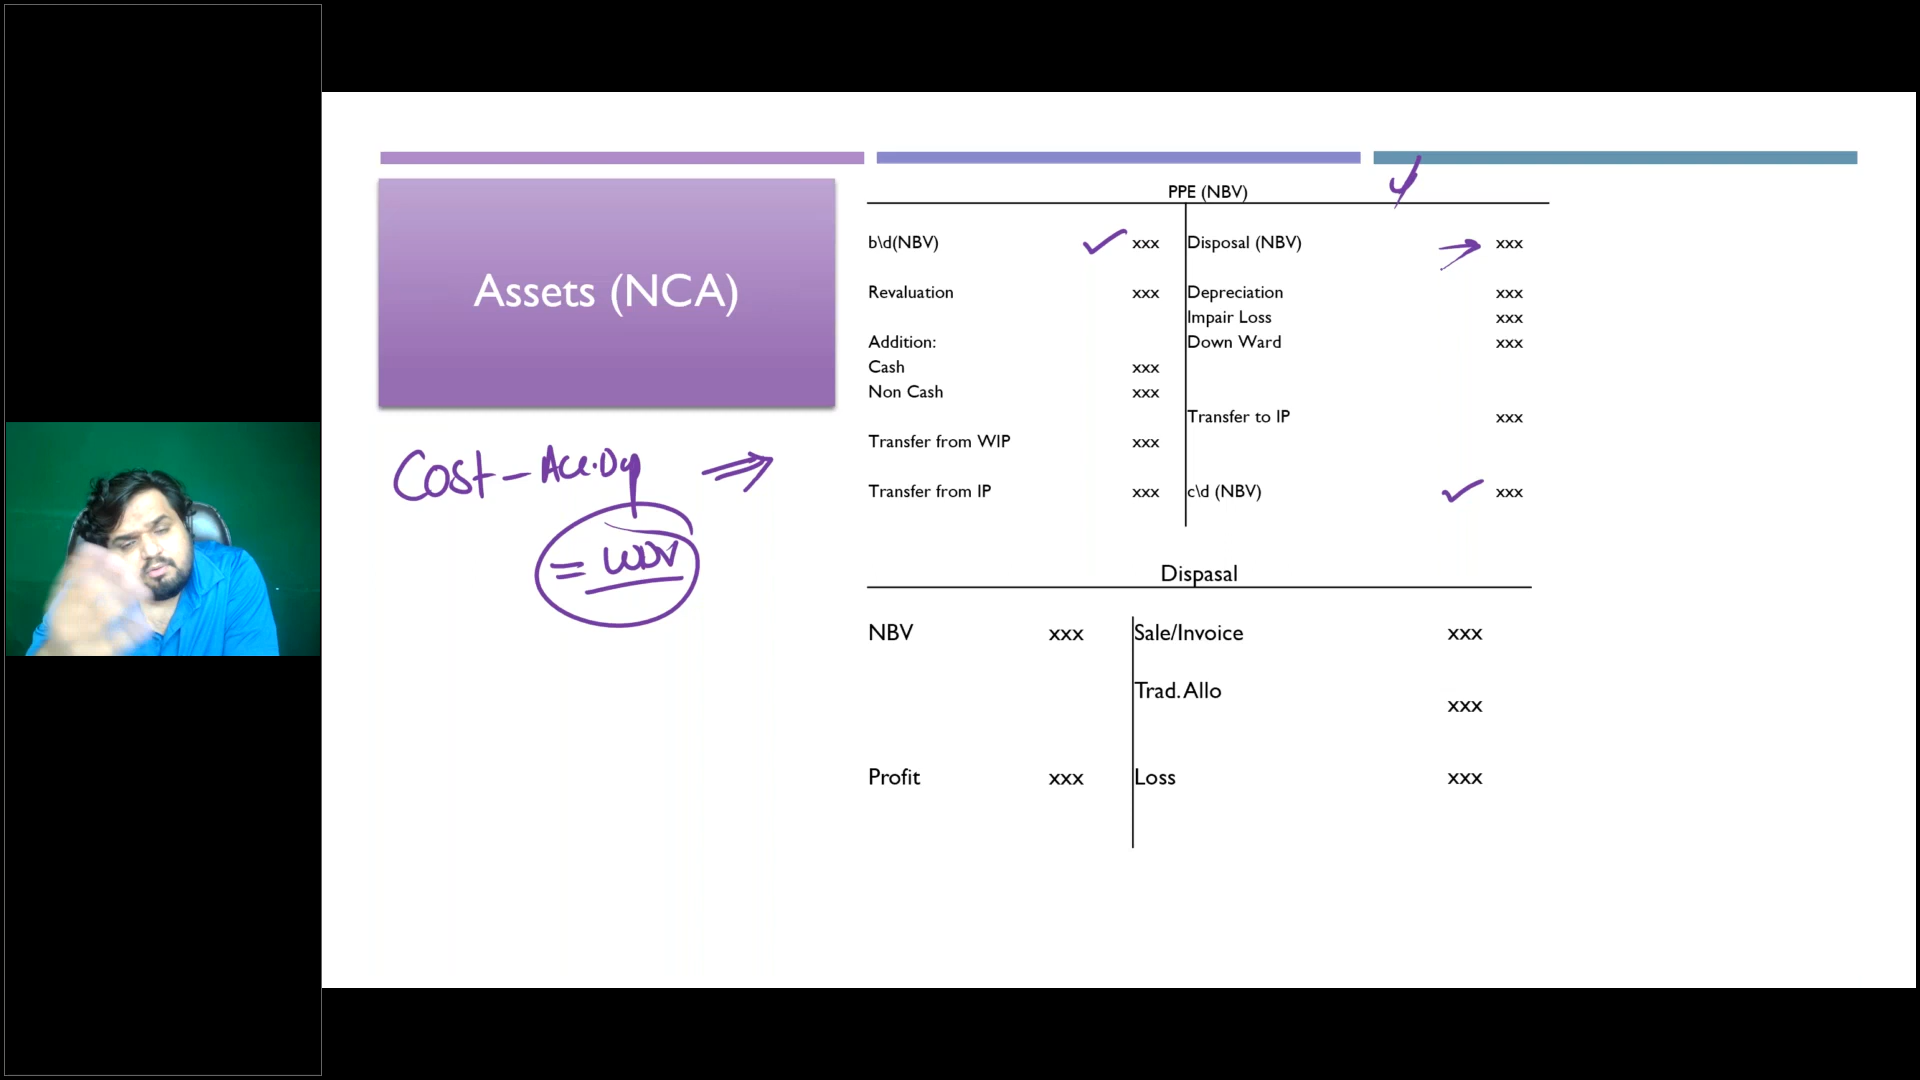 Assets (NCA)
PPE (NBV)
b\d(NBV) xxx Disposal (NBV) xxx
Revaluation xxx Depreciation xxx
Impair Loss xxx
Addition: Down Ward xxx
Cash xxx
Non Cash xxx
Transfer to IP xxx
Transfer from WIP xxx
Transfer from IP xxx c\d (NBV) xxx
Cost - Acc.Dep
= WDV
Dispasal
NBV xxx Sale/Invoice xxx
Trad. Allo xxx
Profit xxx Loss xxx